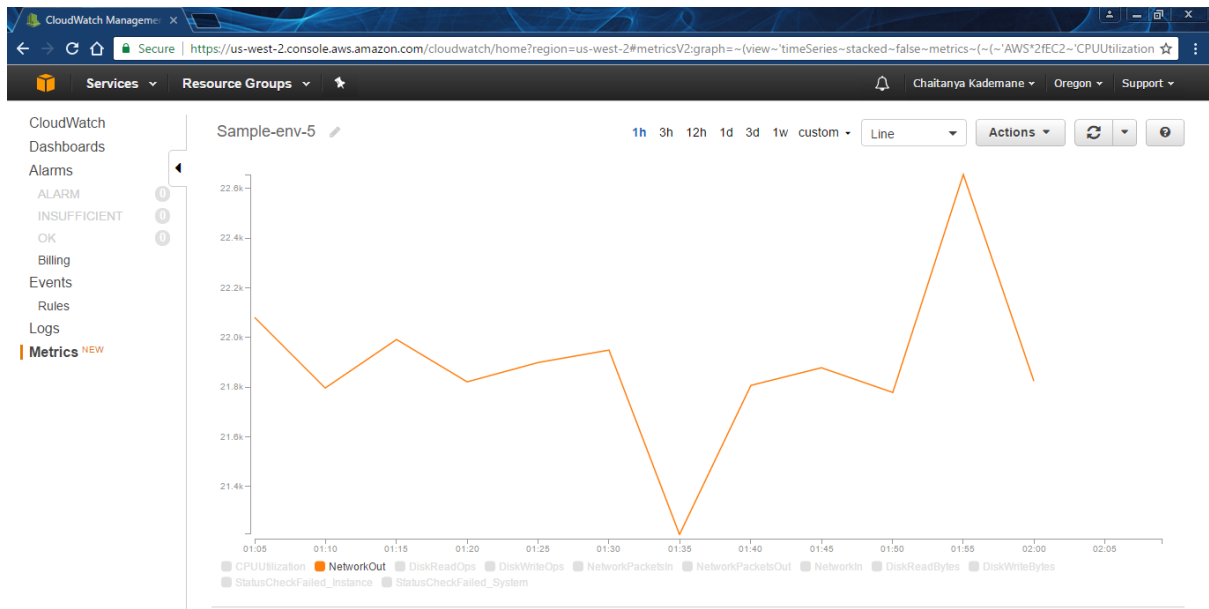 CloudWatch Managemen
Secure https://us-west-2.console.aws.amazon.com/cloudwatch/home?region=us-west-2#metricsV2:graph=~(view~'timeSeries~stacked~false~metrics~(~(~'AWS*2fEC2~'CPUUtilization
Services Resource Groups Chaitanya Kademane Oregon Support
CloudWatch
Dashboards
Alarms
ALARM 0
INSUFFICIENT 0
OK 0
Billing
Events
Rules
Logs
Metrics NEW
Sample-env-5 1h 3h 12h 1d 3d 1w custom Line Actions
22.6k
22.4k
22.2k
22.0k
21.8k
21.6k
21.4k
01:05 01:10 01:15 01:20 01:25 01:30 01:35 01:40 01:45 01:50 01:55 02:00 02:05
CPUUtilization NetworkOut DiskReadOps DiskWriteOps NetworkPacketsIn NetworkPacketsOut NetworkIn DiskReadBytes DiskWriteBytes
StatusCheckFailed_Instance StatusCheckFailed_System